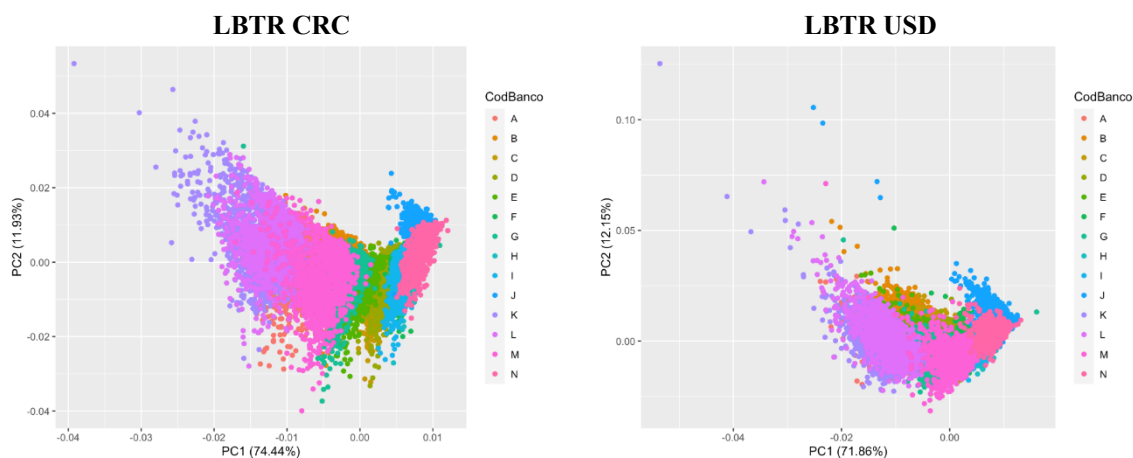 LBTR CRC
0.04
0.02
0.00
-0.02
-0.04
PC2 (11.93%)
-0.04
-0.03
-0.02
-0.01
0.00
0.01
PC1 (74.44%)
CodBanco
A
B
C
D
E
F
G
H
I
J
K
L
M
N
LBTR USD
0.10
0.05
0.00
PC2 (12.15%)
-0.04
-0.02
0.00
PC1 (71.86%)
CodBanco
A
B
C
D
E
F
G
H
I
J
K
L
M
N